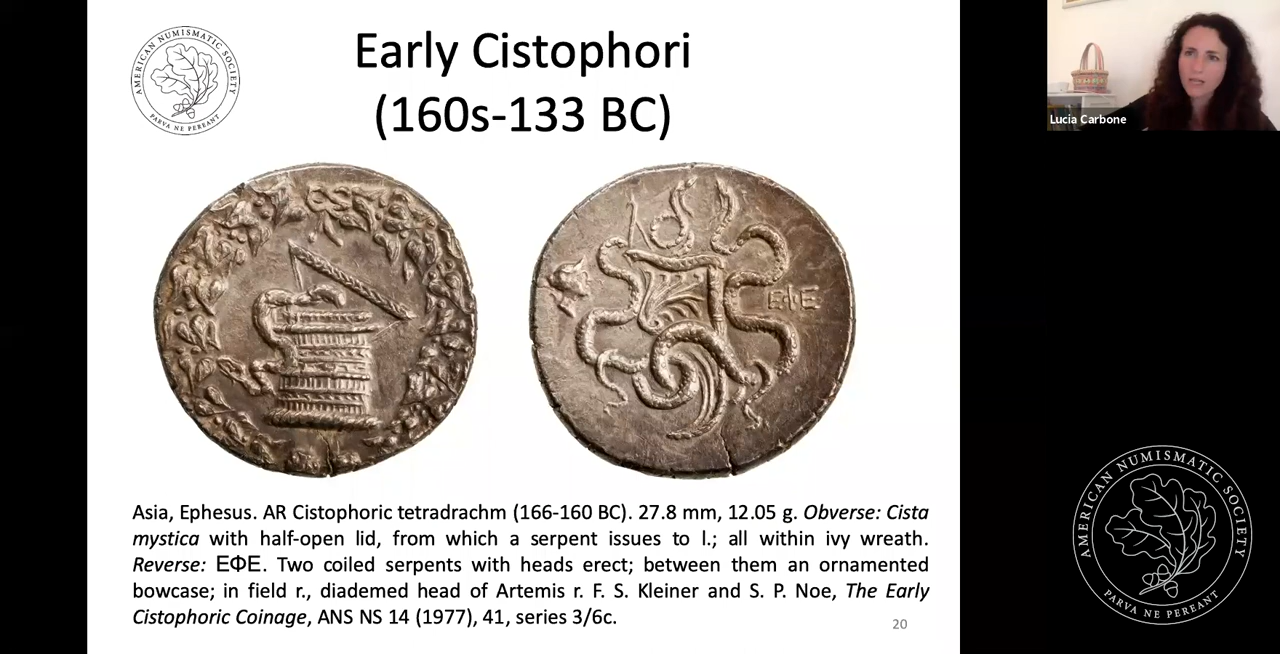 AMERICAN NUMISMATIC SOCIETY
PARVA NE PEREANT
Early Cistophori
(160s-133 BC)
ΕΦΕ
Asia, Ephesus. AR Cistophoric tetradrachm (166-160 BC). 27.8 mm, 12.05 g. Obverse: Cista
mystica with half-open lid, from which a serpent issues to l.; all within ivy wreath.
Reverse: ΕΦΕ. Two coiled serpents with heads erect; between them an ornamented
bowcase; in field r., diademed head of Artemis r. F. S. Kleiner and S. P. Noe, The Early
Cistophoric Coinage, ANS NS 14 (1977), 41, series 3/6c.
20
Lucia Carbone
AMERICAN NUMISMATIC SOCIETY
PARVA NE PEREANT